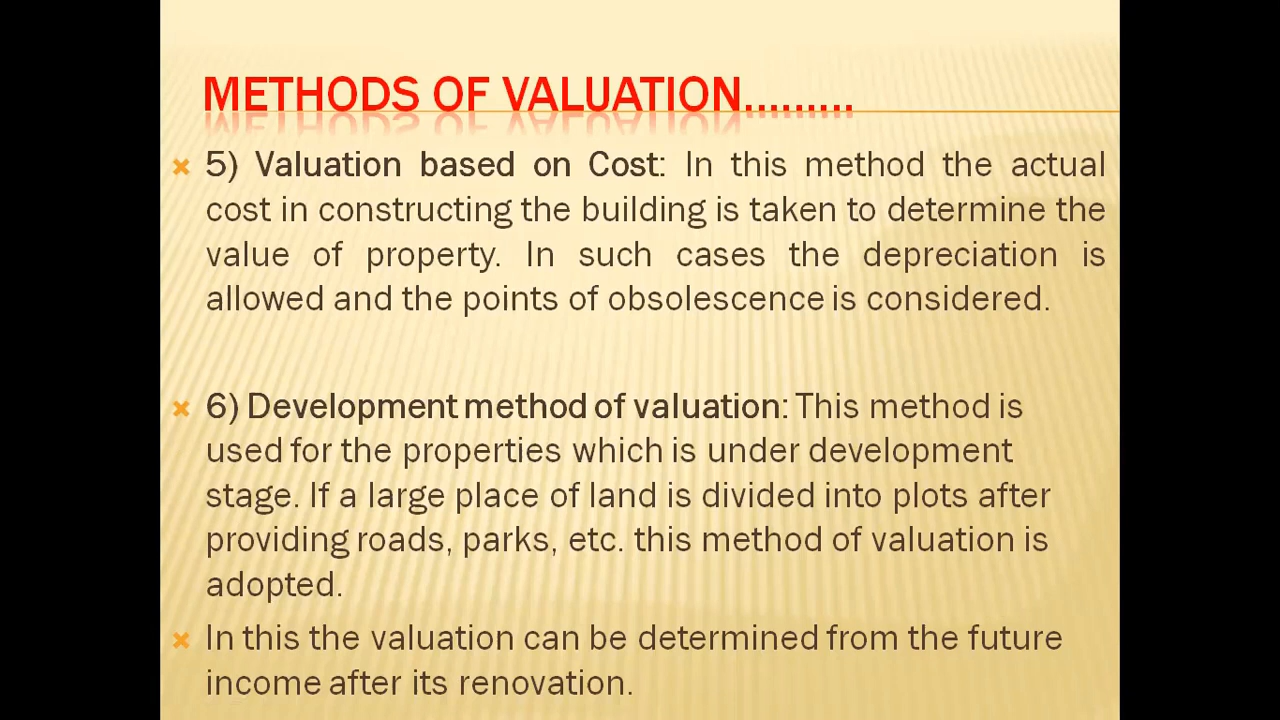 METHODS OF VALUATION.........
5) Valuation based on Cost: In this method the actual
cost in constructing the building is taken to determine the
value of property. In such cases the depreciation is
allowed and the points of obsolescence is considered.
6) Development method of valuation: This method is
used for the properties which is under development
stage. If a large place of land is divided into plots after
providing roads, parks, etc. this method of valuation is
adopted.
In this the valuation can be determined from the future
income after its renovation.